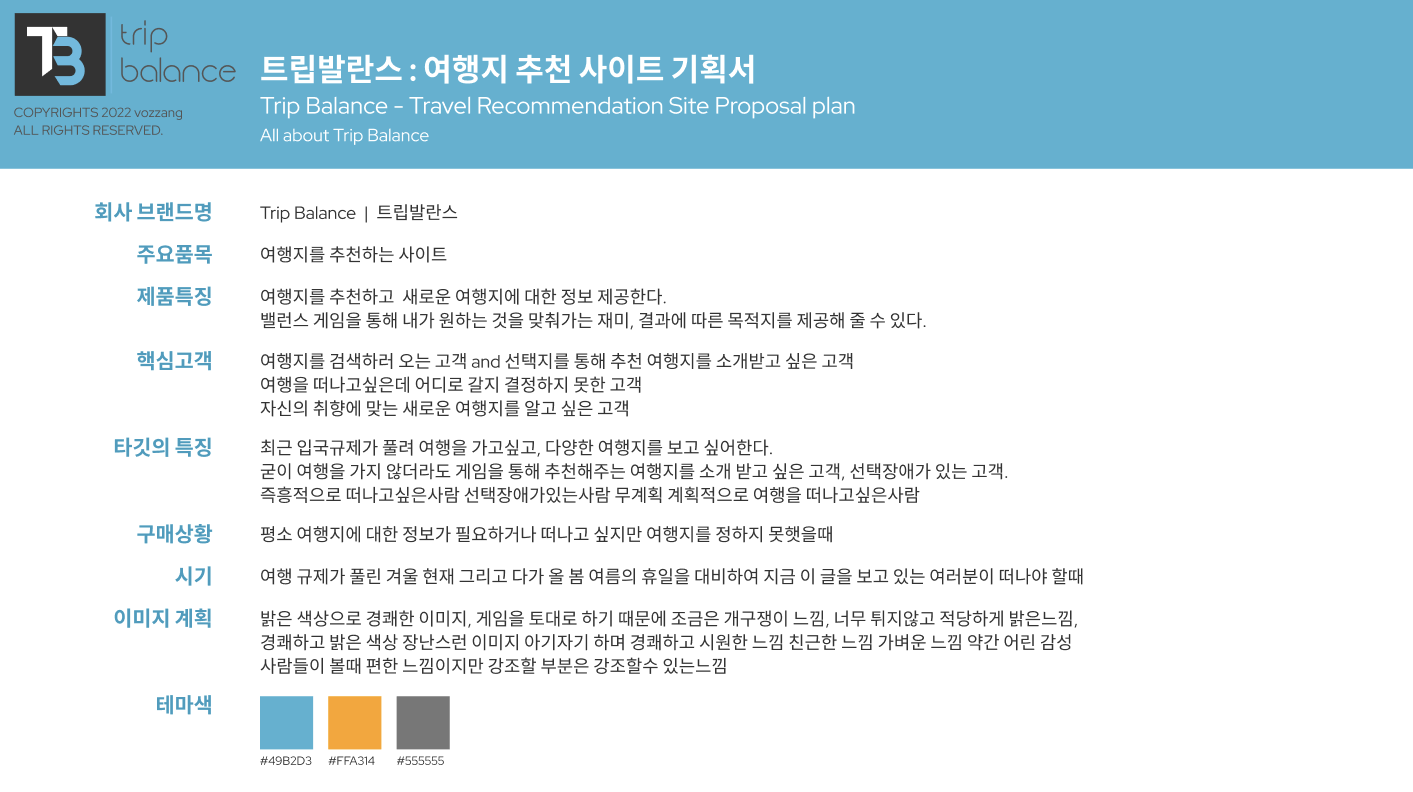 TB
trip
balance
COPYRIGHTS 2022 vozzang
ALL RIGHTS RESERVED.
트립발란스 : 여행지 추천 사이트 기획서
Trip Balance - Travel Recommendation Site Proposal plan
All about Trip Balance
회사 브랜드명
Trip Balance | 트립발란스
주요품목
여행지를 추천하는 사이트
제품특징
여행지를 추천하고 새로운 여행지에 대한 정보 제공한다.
밸런스 게임을 통해 내가 원하는 것을 맞춰가는 재미, 결과에 따른 목적지를 제공해 줄 수 있다.
핵심고객
여행지를 검색하러 오는 고객 and 선택지를 통해 추천 여행지를 소개받고 싶은 고객
여행을 떠나고싶은데 어디로 갈지 결정하지 못한 고객
자신의 취향에 맞는 새로운 여행지를 알고 싶은 고객
타깃의 특징
최근 입국규제가 풀려 여행을 가고싶고, 다양한 여행지를 보고 싶어한다.
굳이 여행을 가지 않더라도 게임을 통해 추천해주는 여행지를 소개 받고 싶은 고객, 선택장애가 있는 고객.
즉흥적으로 떠나고싶은사람 선택장애가있는사람 무계획 계획적으로 여행을 떠나고싶은사람
구매상황
평소 여행지에 대한 정보가 필요하거나 떠나고 싶지만 여행지를 정하지 못햇을때
시기
여행 규제가 풀린 겨울 현재 그리고 다가 올 봄 여름의 휴일을 대비하여 지금 이 글을 보고 있는 여러분이 떠나야 할때
이미지 계획
밝은 색상으로 경쾌한 이미지, 게임을 토대로 하기 때문에 조금은 개구쟁이 느낌, 너무 튀지않고 적당하게 밝은느낌,
경쾌하고 밝은 색상 장난스런 이미지 아기자기 하며 경쾌하고 시원한 느낌 친근한 느낌 가벼운 느낌 약간 어린 감성
사람들이 볼때 편한 느낌이지만 강조할 부분은 강조할수 있는느낌
테마색
#49B2D3 #FFA314 #555555